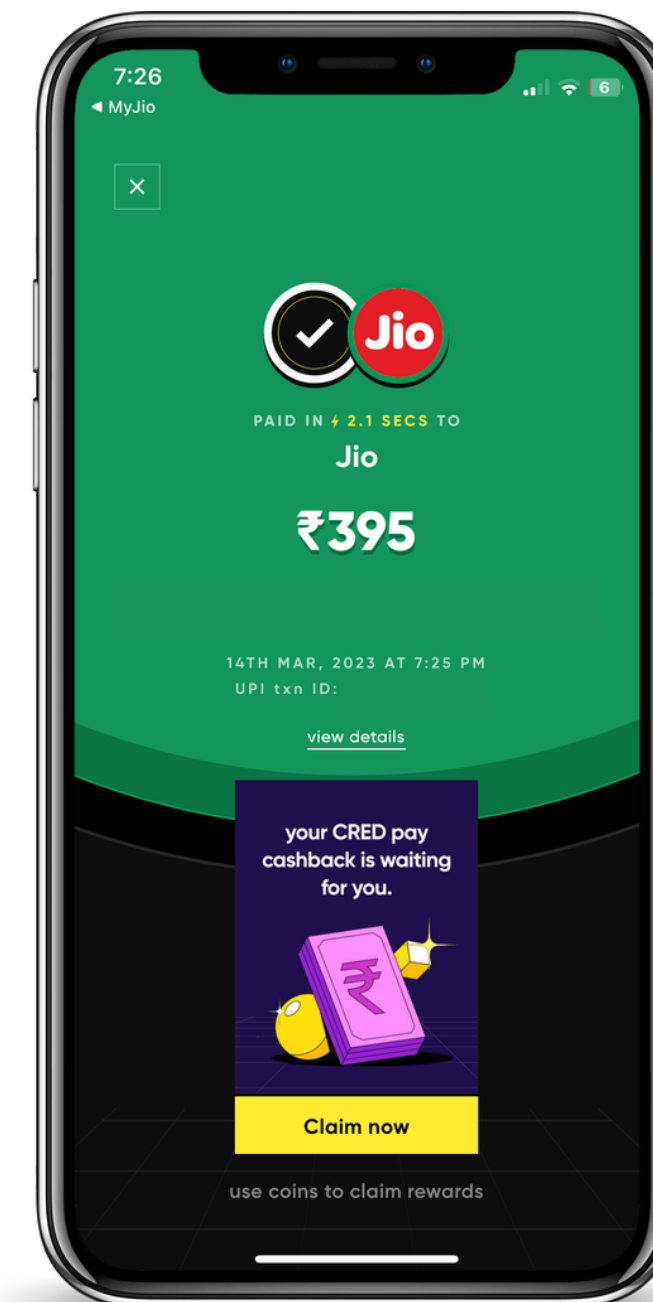 7:26
6
◀ MyJio
Jio
PAID IN ⚡ 2.1 SECS TO
Jio
₹395
14TH MAR, 2023 AT 7:25 PM
UPI txn ID:
view details
your CRED pay
cashback is waiting
for you.
₹
Claim now
use coins to claim rewards